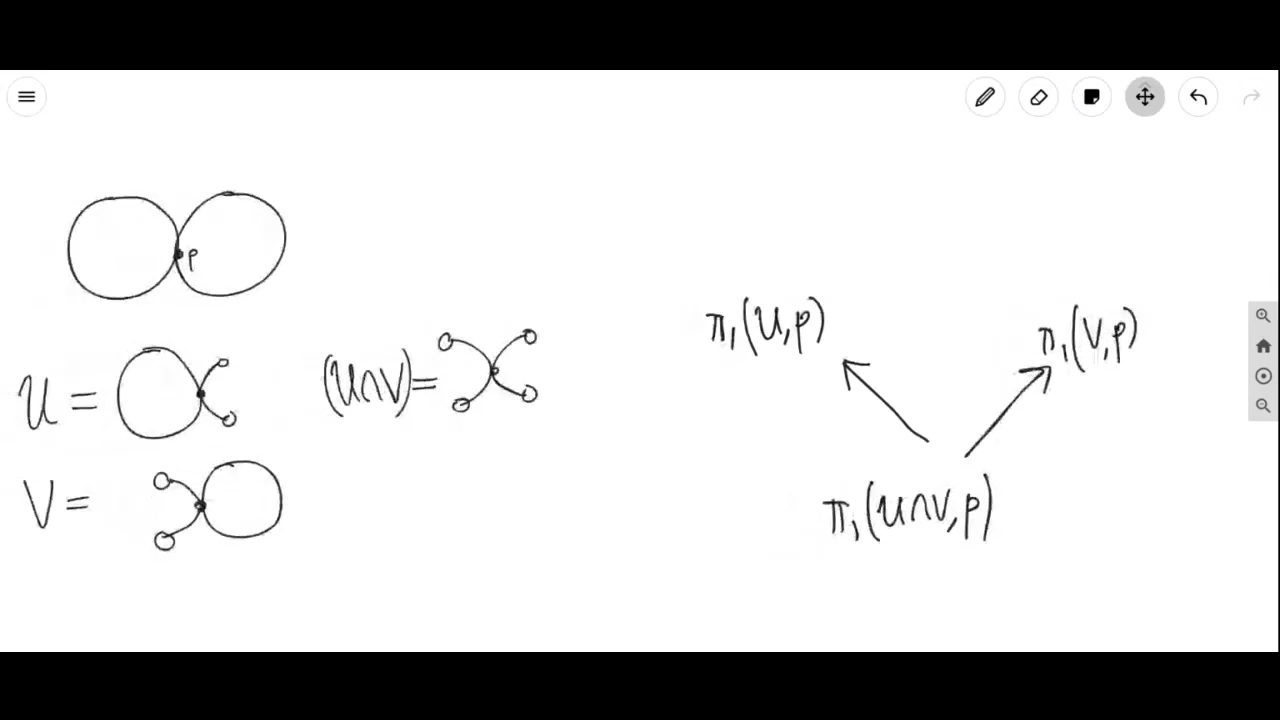 p
U =
(U∩V)=
V =
π₁(U,p)
π₁(V,p)
π₁(U∩V,p)